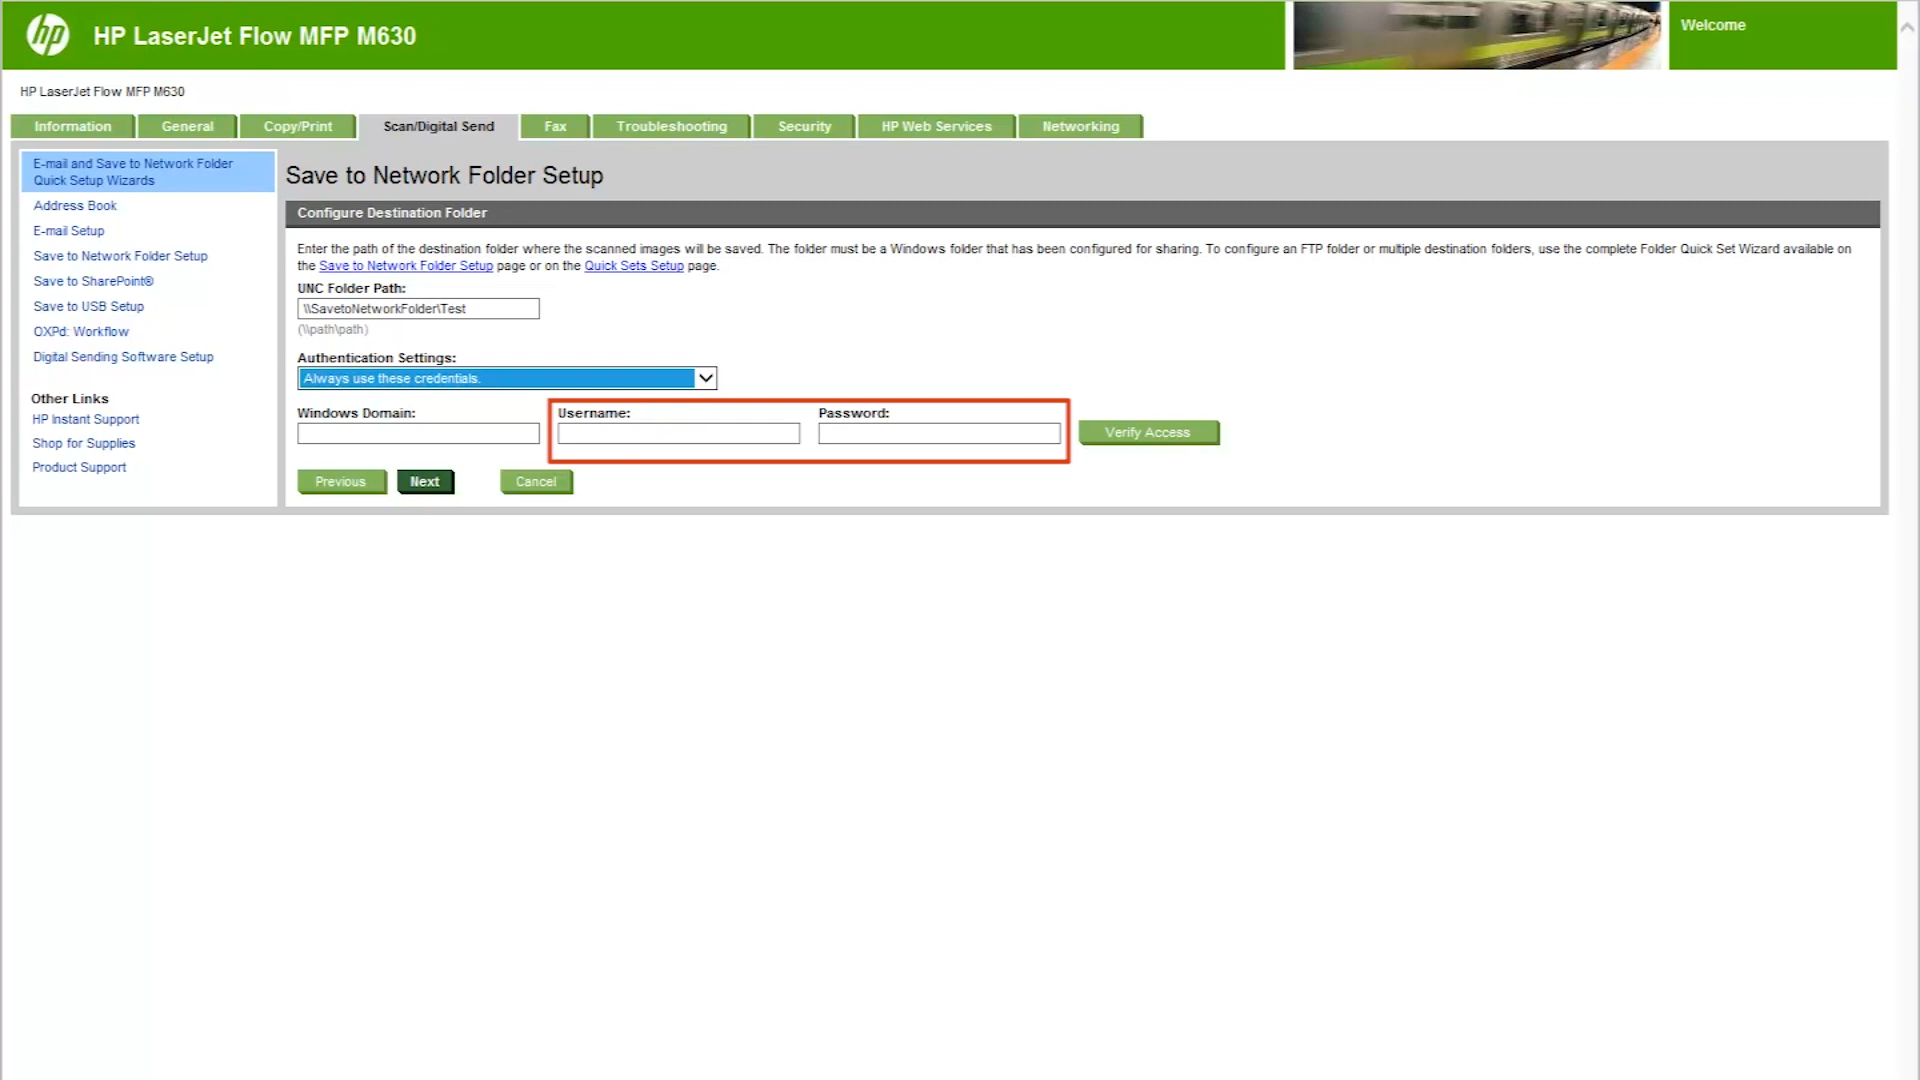 hp
HP LaserJet Flow MFP M630
Welcome
HP LaserJet Flow MFP M630
Information
General
Copy/Print
Scan/Digital Send
Fax
Troubleshooting
Security
HP Web Services
Networking
E-mail and Save to Network Folder
Quick Setup Wizards
Address Book
E-mail Setup
Save to Network Folder Setup
Save to SharePoint®
Save to USB Setup
OXPd: Workflow
Digital Sending Software Setup
Other Links
HP Instant Support
Shop for Supplies
Product Support
Save to Network Folder Setup
Configure Destination Folder
Enter the path of the destination folder where the scanned images will be saved. The folder must be a Windows folder that has been configured for sharing. To configure an FTP folder or multiple destination folders, use the complete Folder Quick Set Wizard available on
the Save to Network Folder Setup page or on the Quick Sets Setup page.
UNC Folder Path:
\\SavetoNetworkFolder\Test
(\\path\path)
Authentication Settings:
Always use these credentials.
Windows Domain:
Username:
Password:
Verify Access
Previous
Next
Cancel